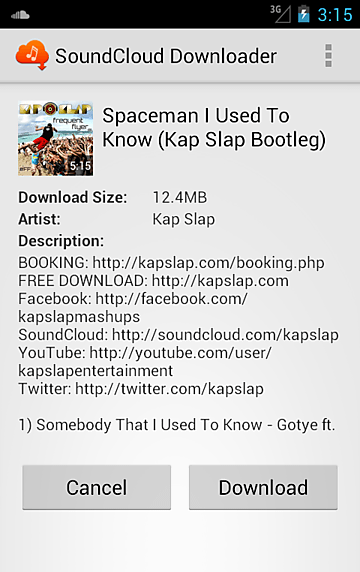 3G 3:15
SoundCloud Downloader
KAP SLAP
frequent
flyer
5:15
Spaceman I Used To
Know (Kap Slap Bootleg)
Download Size: 12.4MB
Artist: Kap Slap
Description:
BOOKING: http://kapslap.com/booking.php
FREE DOWNLOAD: http://kapslap.com
Facebook: http://facebook.com/
kapslapmashups
SoundCloud: http://soundcloud.com/kapslap
YouTube: http://youtube.com/user/
kapslapentertainment
Twitter: http://twitter.com/kapslap
1) Somebody That I Used To Know - Gotye ft.
Cancel Download